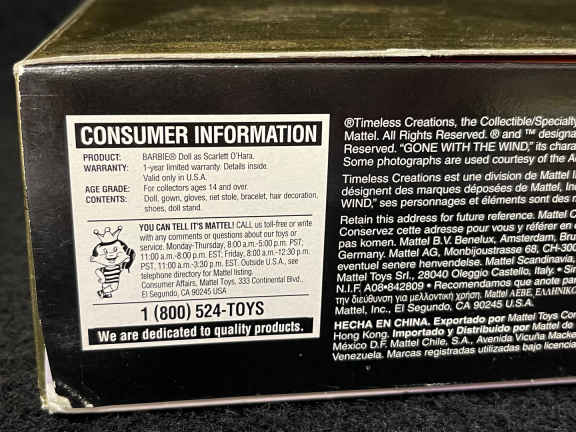 CONSUMER INFORMATION
PRODUCT: BARBIE® Doll as Scarlett O'Hara.
WARRANTY: 1-year limited warranty. Details inside.
Valid only in U.S.A.
AGE GRADE: For collectors ages 14 and over.
CONTENTS: Doll, gown, gloves, net stole, bracelet, hair decoration,
shoes, doll stand.
YOU CAN TELL IT'S MATTEL! CALL us toll-free or write
with any comments or questions about our toys or
service. Monday-Thursday, 8:00 a.m.-5:00 p.m. PST;
11:00 a.m.-8:00 p.m. EST; Friday, 8:00 a.m.-12:30 p.m.
PST, 11:00 a.m.-3:30 p.m. EST. Outside U.S.A., see
telephone directory for Mattel listing.
Consumer Affairs, Mattel Toys, 333 Continental Blvd.,
El Segundo, CA 90245 USA
1 (800) 524-TOYS
We are dedicated to quality products.
®Timeless Creations, the Collectible/Specialty
Mattel. All Rights Reserved. ® and ™ designa
Reserved. "GONE WITH THE WIND," its chara
Some photographs are used courtesy of the A
Timeless Creations est une division de Mattel I
désignent des marques déposées de Mattel, In
WIND," ses personnages et éléments sont des m
Retain this address for future reference. Mattel C
Conservez cette adresse pour vous y référer en c
pas komen. Mattel B.V. Benelux, Amsterdam, Bru
Germany. Mattel AG, Monbijoustrasse 68, CH-300
eventuel senere henvendelse. Mattel Scandinavia,
Mattel Toys Srl., 28040 Oleggio Castello, Italy. • Si
N.I.F. A08•842809 • Recomendamos que anote par
την διεύθυνση για μελλοντική χρήση. Mattel AEBE, ΕΛΛΗΝΙΚΟ
Mattel, Inc., El Segundo, CA 90245 U.S.A.
HECHA EN CHINA. Exportado por Mattel Toys Con
Hong Kong. Importado y Distribuido por Mattel de
México D.F. Mattel Chile, S.A., Avenida Vicuña Macke
Venezuela. Marcas registradas utilizadas bajo licencia